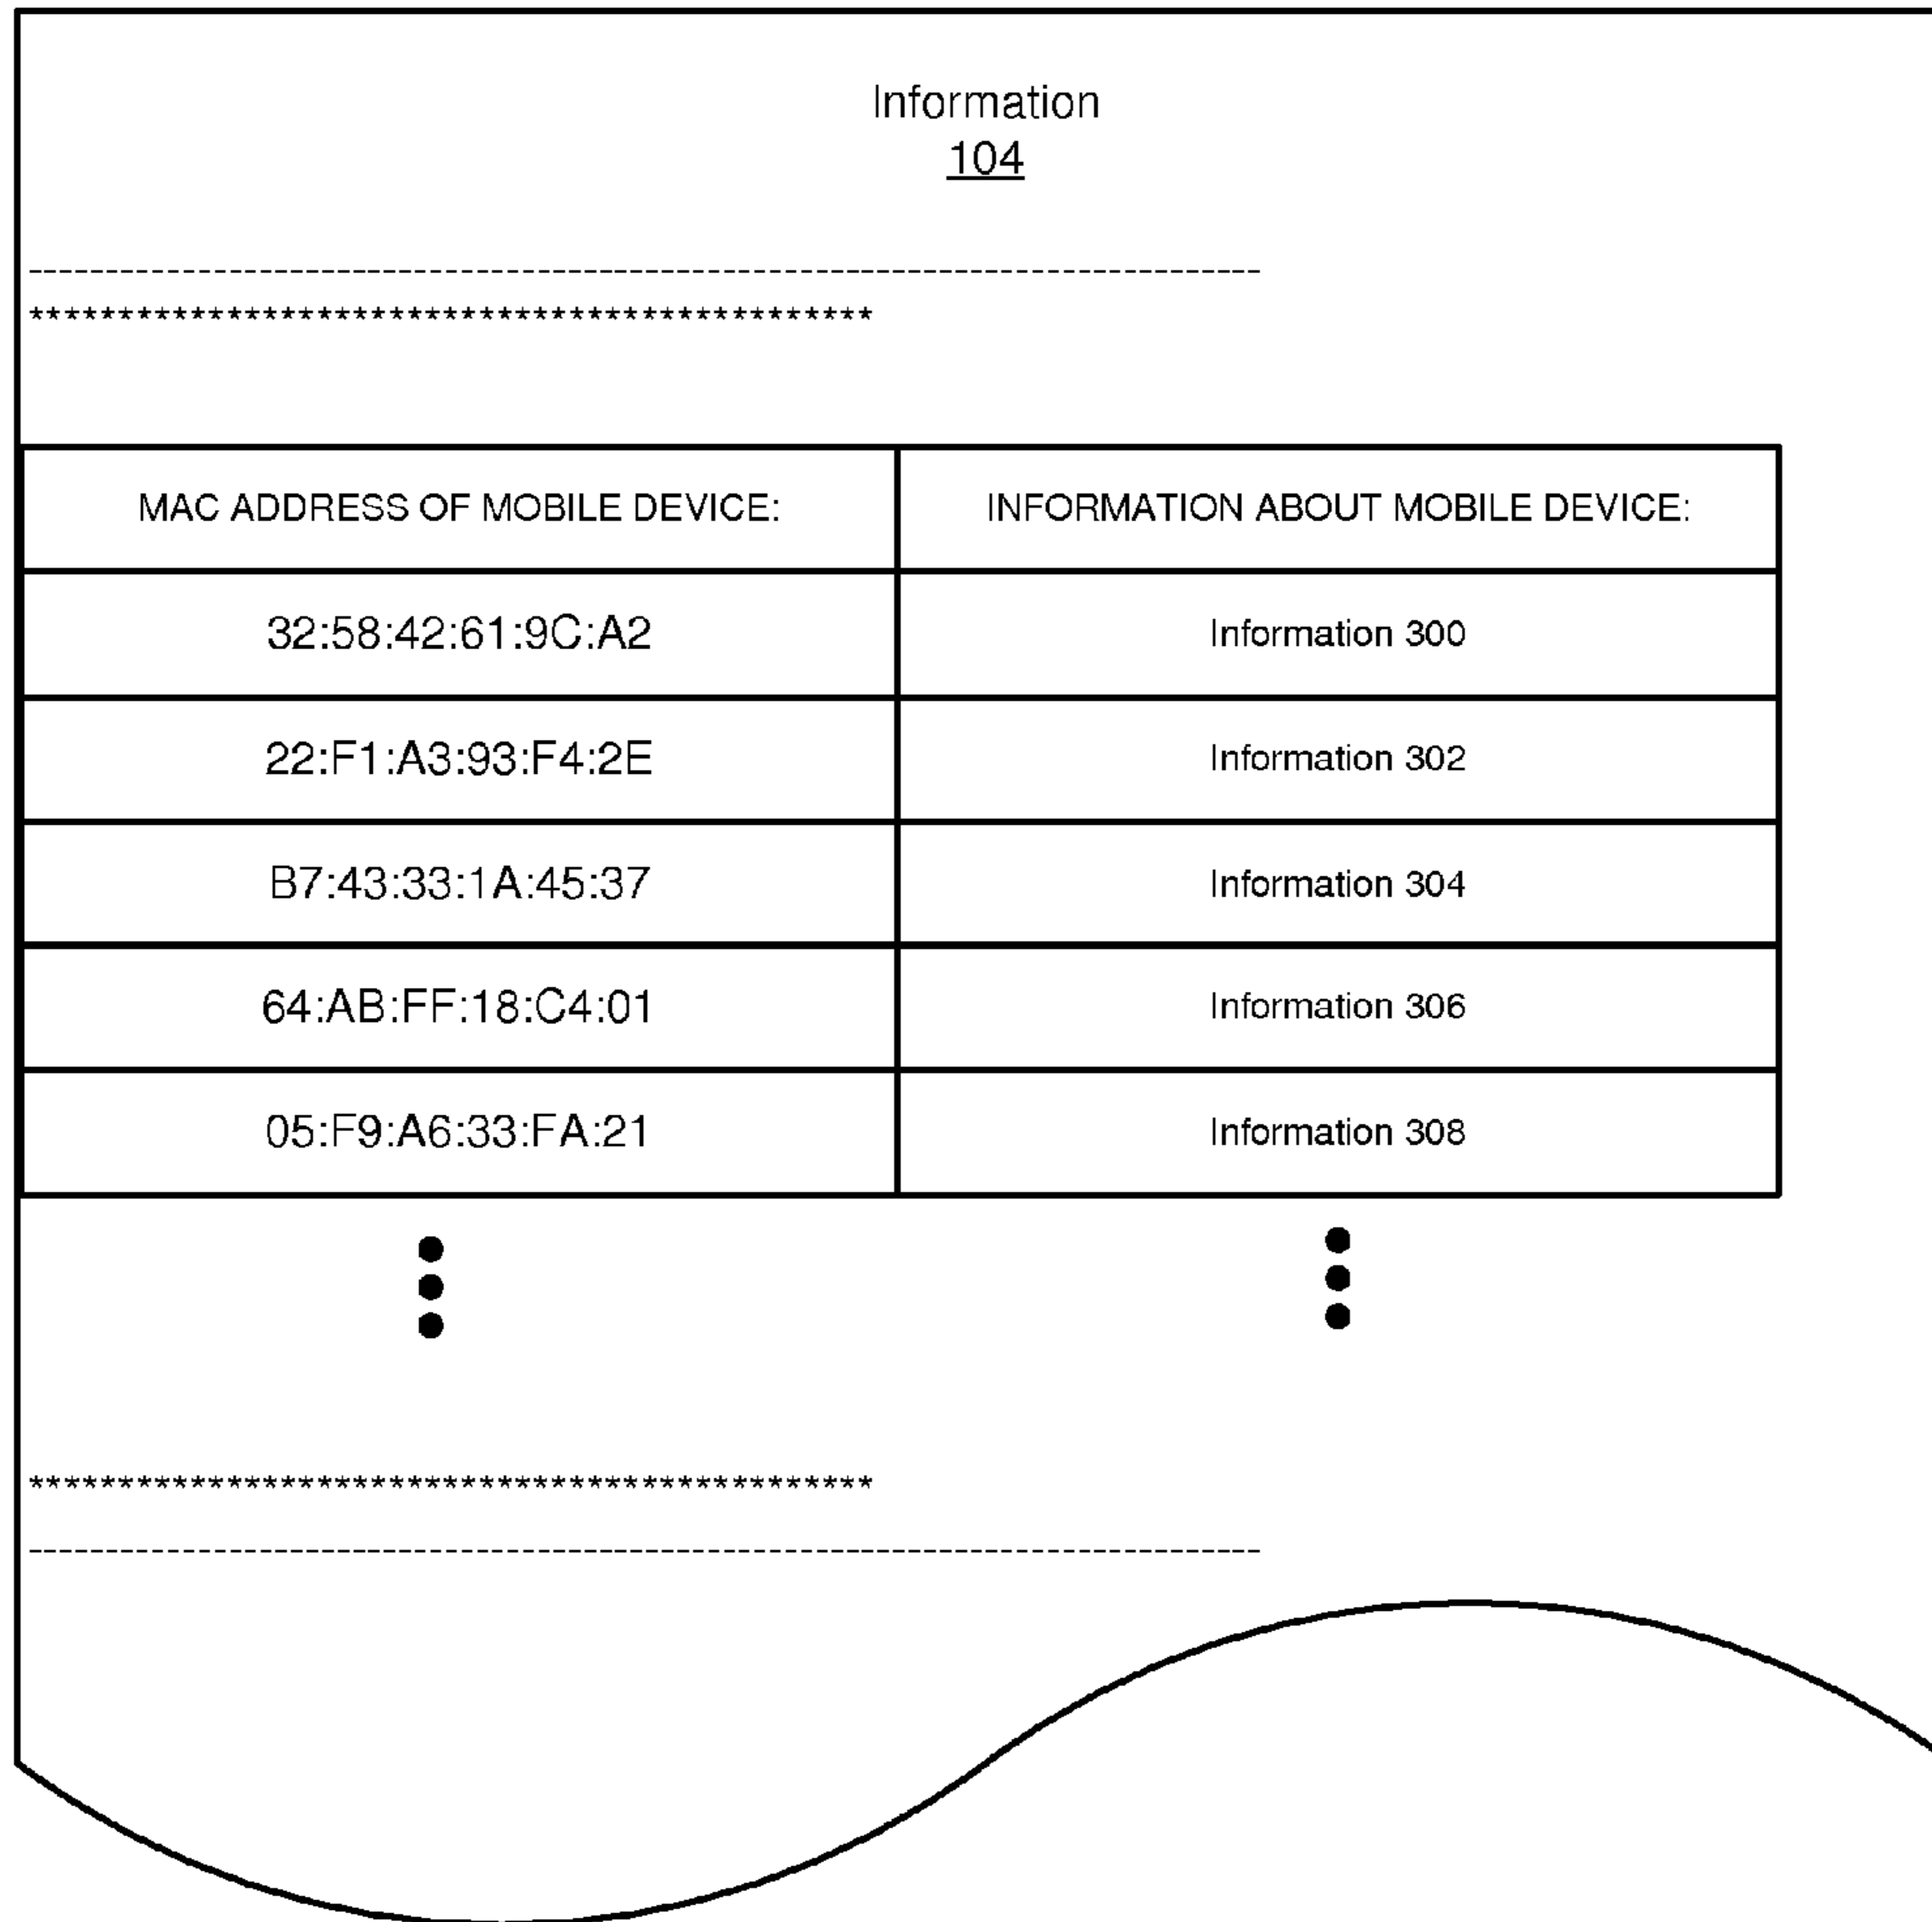 Information
104
--------------------------------------------------------------------------------
***********************************************
MAC ADDRESS OF MOBILE DEVICE: INFORMATION ABOUT MOBILE DEVICE:
32:58:42:61:9C:A2 Information 300
22:F1:A3:93:F4:2E Information 302
B7:43:33:1A:45:37 Information 304
64:AB:FF:18:C4:01 Information 306
05:F9:A6:33:FA:21 Information 308
***********************************************
--------------------------------------------------------------------------------